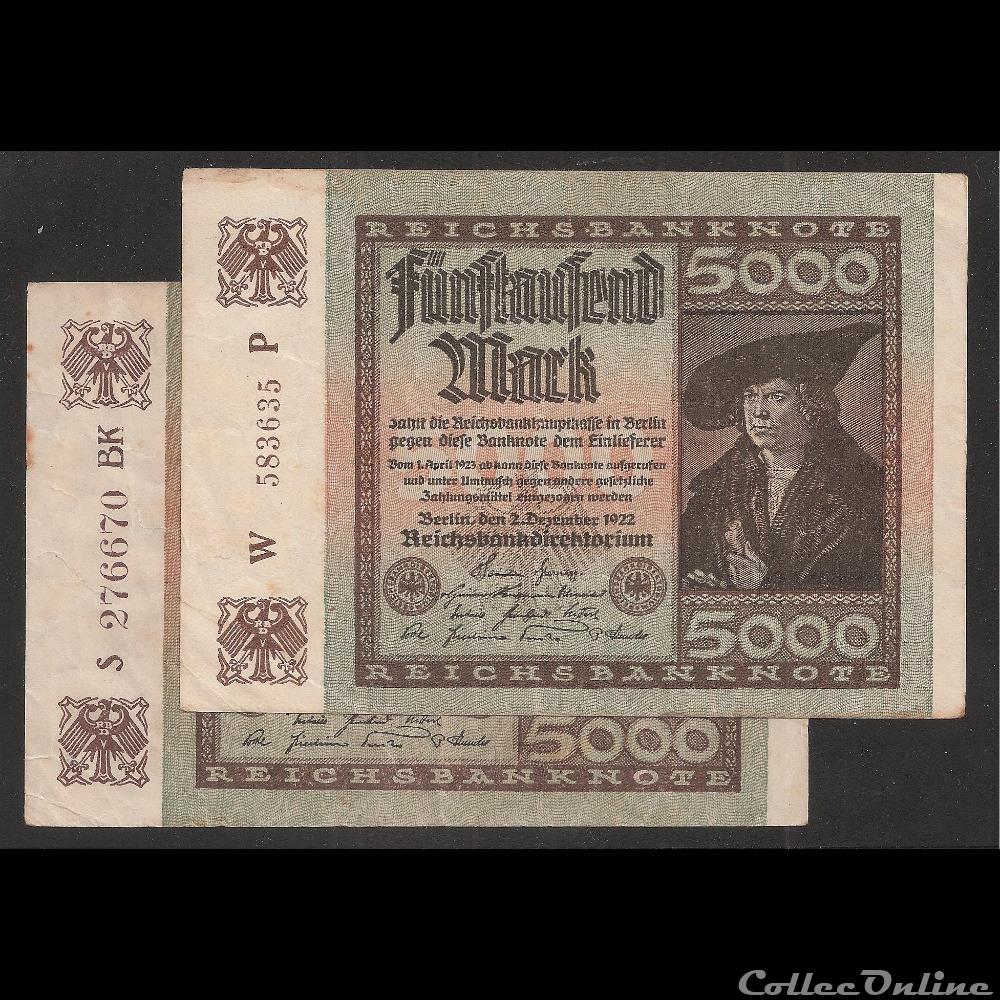 REICHSBANKNOTE
5000
Fünftausend
Mark
zahlt die Reichsbankhauptkasse in Berlin
gegen diese Banknote dem Einlieferer
Vom 1. April 1923 ab kann diese Banknote aufgerufen
und unter Umtausch gegen andere gesetzliche
Zahlungsmittel eingezogen werden
Berlin, den 2. Dezember 1922
Reichsbankdirektorium
5000
REICHSBANKNOTE
W 583635 P
S 276670 BK
5000
REICHSBANKNOTE
CollecOnline